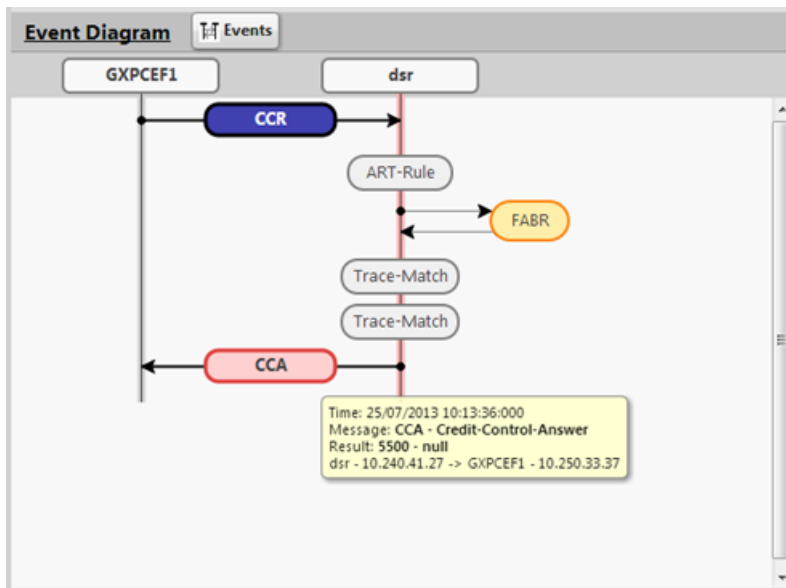 Event Diagram Events
GXPCEF1 dsr
CCR
ART-Rule
FABR
Trace-Match
Trace-Match
CCA
Time: 25/07/2013 10:13:36:000
Message: CCA - Credit-Control-Answer
Result: 5500 - null
dsr - 10.240.41.27 -> GXPCEF1 - 10.250.33.37